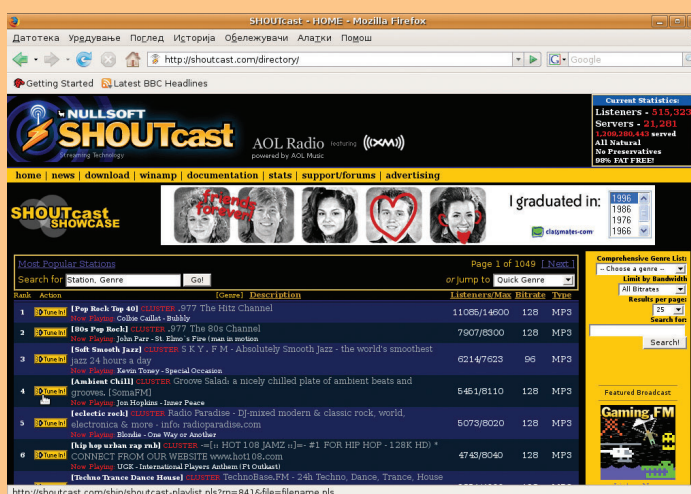 SHOUTcast - HOME - Mozilla Firefox
Датотека Уредување Поглед Историја Обележувачи Алатки Помош
http://shoutcast.com/directory/
Google
Getting Started Latest BBC Headlines
NULLSOFT
SHOUTcast
Streaming Technology
AOL Radio featuring ((XM))
powered by AOL Music
Current Statistics:
Listeners - 515,323
Servers - 21,281
1,200,200,443 served
All Natural
No Preservatives
98% FAT FREE!
home | news | download | winamp | documentation | stats | support/forums | advertising
SHOUTcast
SHOWCASE
friends
forever!
I graduated in:
1996
1986
1976
1966
classmates.com
Most Popular Stations
Page 1 of 1049 [ Next ]
Search for Station, Genre Go!
or jump to Quick Genre
Rank Action [Genre] Description Listeners/Max Bitrate Type
1 Tune In! [Pop Rock Top 40] CLUSTER .977 The Hitz Channel
Now Playing: Colbie Caillat - Bubbly
11085/14600 128 MP3
2 Tune In! [80s Pop Rock] CLUSTER .977 The 80s Channel
Now Playing: John Parr - St. Elmo`s Fire (man in motion
7907/8300 128 MP3
3 Tune In! [Soft Smooth Jazz] CLUSTER S K Y . F M - Absolutely Smooth Jazz - the world's smoothest
jazz 24 hours a day
Now Playing: Kevin Toney - Special Occasion
6214/7623 96 MP3
4 Tune In! [Ambient Chill] CLUSTER Groove Salad: a nicely chilled plate of ambient beats and
grooves. [SomaFM]
Now Playing: Jon Hopkins - Inner Peace
5451/8110 128 MP3
5 Tune In! [eclectic rock] CLUSTER Radio Paradise - DJ-mixed modern & classic rock, world,
electronica & more - info: radioparadise.com
Now Playing: Blondie - One Way or Another
5073/8020 128 MP3
6 Tune In! [hip hop urban rap rnb] CLUSTER -=[:: HOT 108 JAMZ ::]=- #1 FOR HIP HOP - 128K HD) *
CONNECT FROM OUR WEBSITE www.hot108.com
Now Playing: UGK - International Players Anthem (Ft Outkast)
4743/8040 128 MP3
[Techno Trance Dance House] CLUSTER TechnoBase.FM - 24h Techno, Dance, Trance, House
Comprehensive Genre List:
-- Choose a genre --
Limit by Bandwidth
All Bitrates
Results per page:
25
Search for:
Search!
Featured Broadcast
Gaming FM
http://shoutcast.com/sbin/shoutcast-playlist.pls?rn=841&file=filename.pls